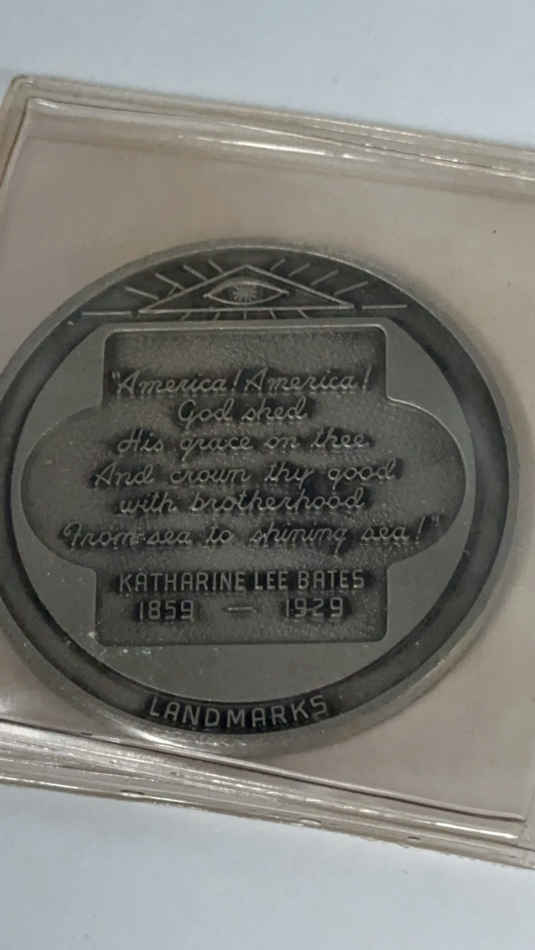 "America! America!
God shed
His grace on thee
And crown thy good
with brotherhood
From sea to shining sea!"
KATHARINE LEE BATES
1859 — 1929
LANDMARKS